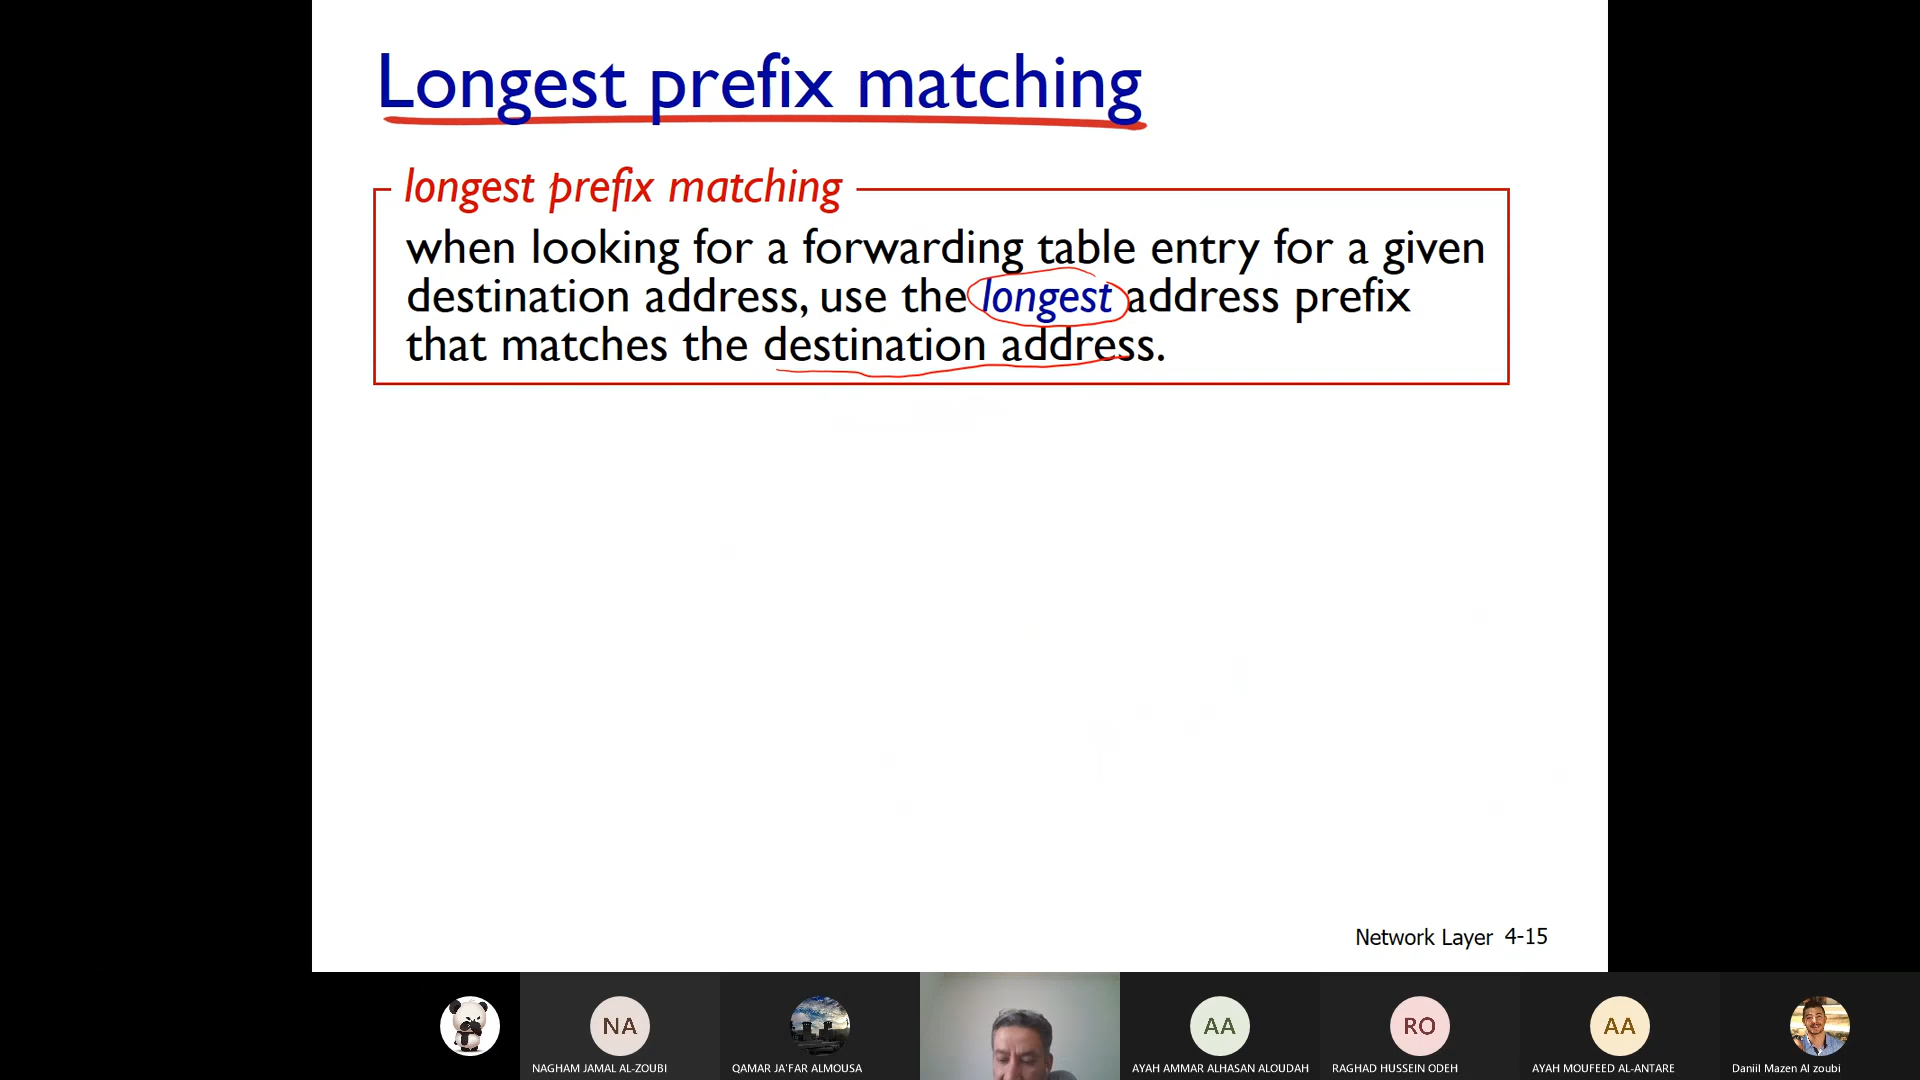 Longest prefix matching
longest prefix matching
when looking for a forwarding table entry for a given
destination address, use the longest address prefix
that matches the destination address.
Network Layer 4-15
NA
AA
RO
AA
NAGHAM JAMAL AL-ZOUBI
QAMAR JA'FAR ALMOUSA
AYAH AMMAR ALHASAN ALOUDAH
RAGHAD HUSSEIN ODEH
AYAH MOUFEED AL-ANTARE
Daniil Mazen Al zoubi